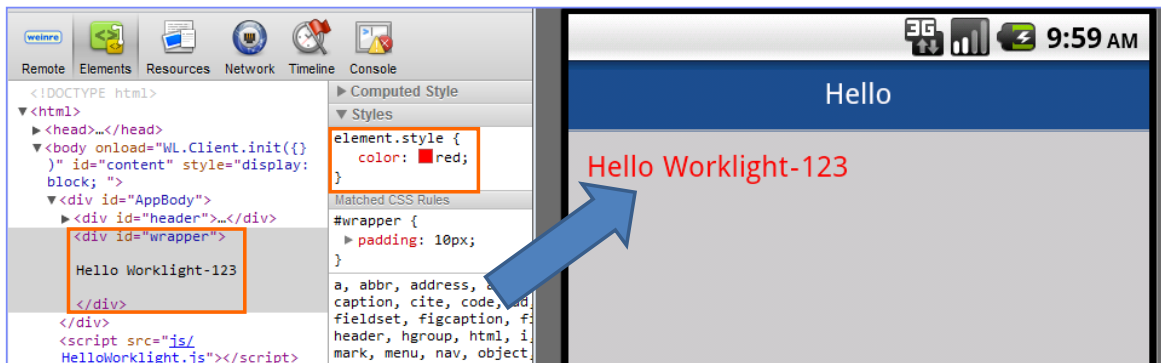 weinre
Remote Elements Resources Network Timeline Console
<!DOCTYPE html>
▼<html>
▶<head>…</head>
▼<body onload="WL.Client.init({}
)" id="content" style="display:
block; ">
▼<div id="AppBody">
▶<div id="header">…</div>
<div id="wrapper">
Hello Worklight-123
</div>
</div>
<script src="js/
HelloWorklight.js"></script>
▶ Computed Style
▼ Styles
element.style {
color: red;
}
Matched CSS Rules
#wrapper {
▶ padding: 10px;
}
a, abbr, address,
caption, cite, code,
fieldset, figcaption,
header, hgroup, html, i,
mark, menu, nav, object,
3G 9:59 AM
Hello
Hello Worklight-123